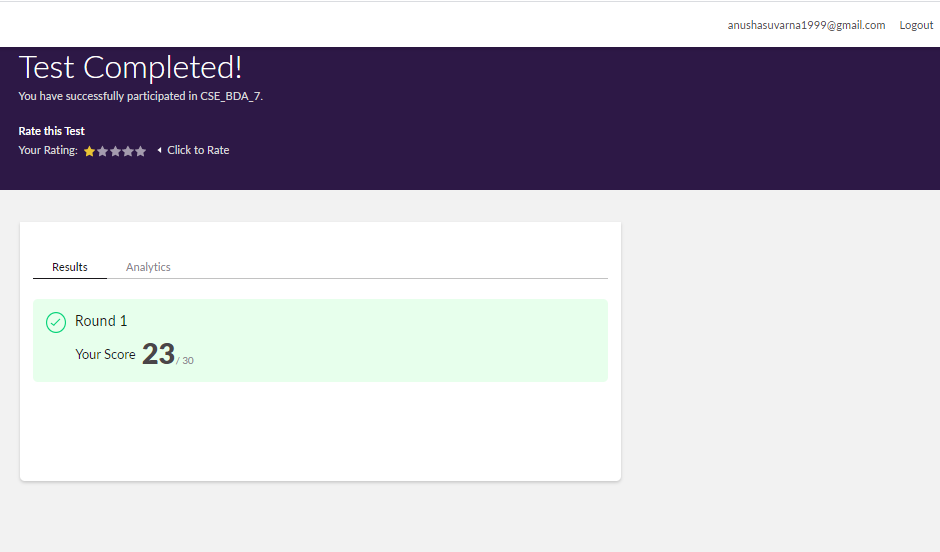 anushasuvarna1999@gmail.com Logout
Test Completed!
You have successfully participated in CSE_BDA_7.
Rate this Test
Your Rating: Click to Rate
Results Analytics
Round 1
Your Score 23 / 30